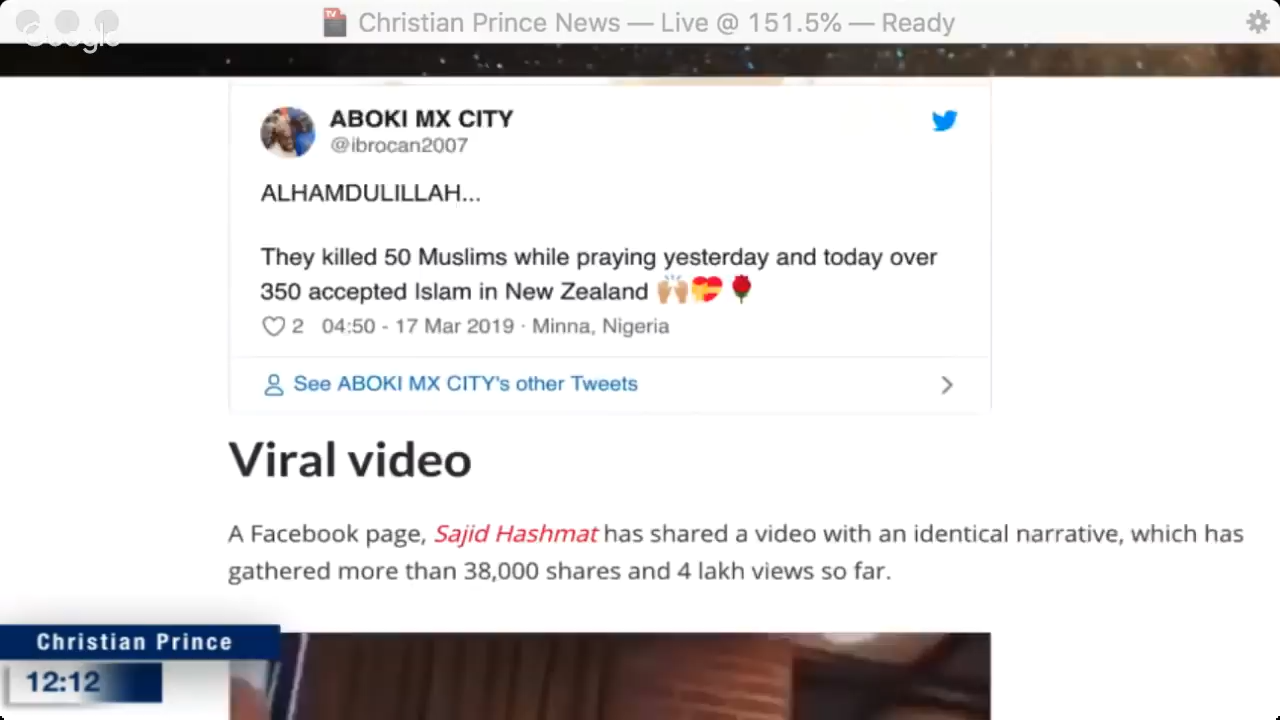 Christian Prince News — Live @ 151.5% — Ready
Google
ABOKI MX CITY
@ibrocan2007
ALHAMDULILLAH...
They killed 50 Muslims while praying yesterday and today over
350 accepted Islam in New Zealand 🙌🏽💝🌹
2 04:50 - 17 Mar 2019 · Minna, Nigeria
See ABOKI MX CITY's other Tweets
Viral video
A Facebook page, Sajid Hashmat has shared a video with an identical narrative, which has
gathered more than 38,000 shares and 4 lakh views so far.
Christian Prince
12:12